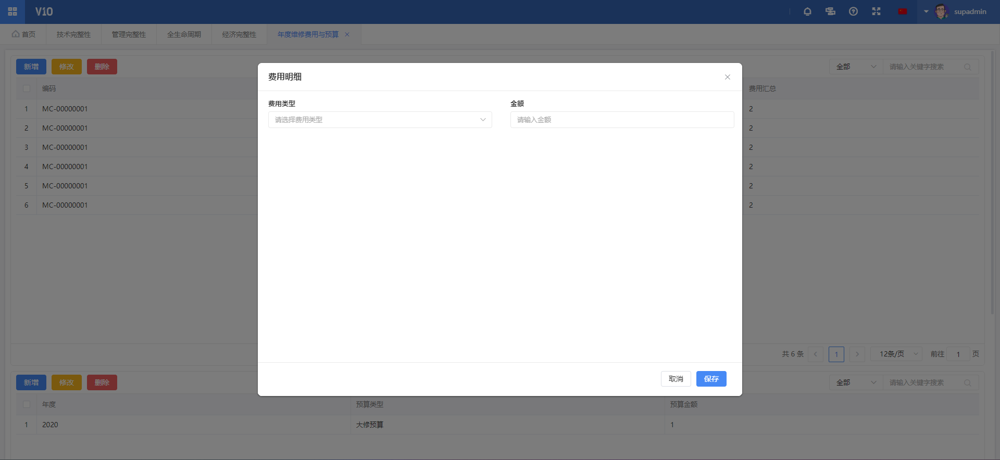 V10
supadmin
首页 技术完整性 管理完整性 全生命周期 经济完整性 年度维修费用与预算
新增 修改 删除 全部 请输入关键字搜索
编码 费用汇总
1 MC-00000001 2
2 MC-00000001 2
3 MC-00000001 2
4 MC-00000001 2
5 MC-00000001 2
6 MC-00000001 2
费用明细
费用类型 金额
请选择费用类型 请输入金额
取消 保存
共 6 条 1 12条/页 前往 1 页
新增 修改 删除 全部 请输入关键字搜索
年度 预算类型 预算金额
1 2020 大修预算 1